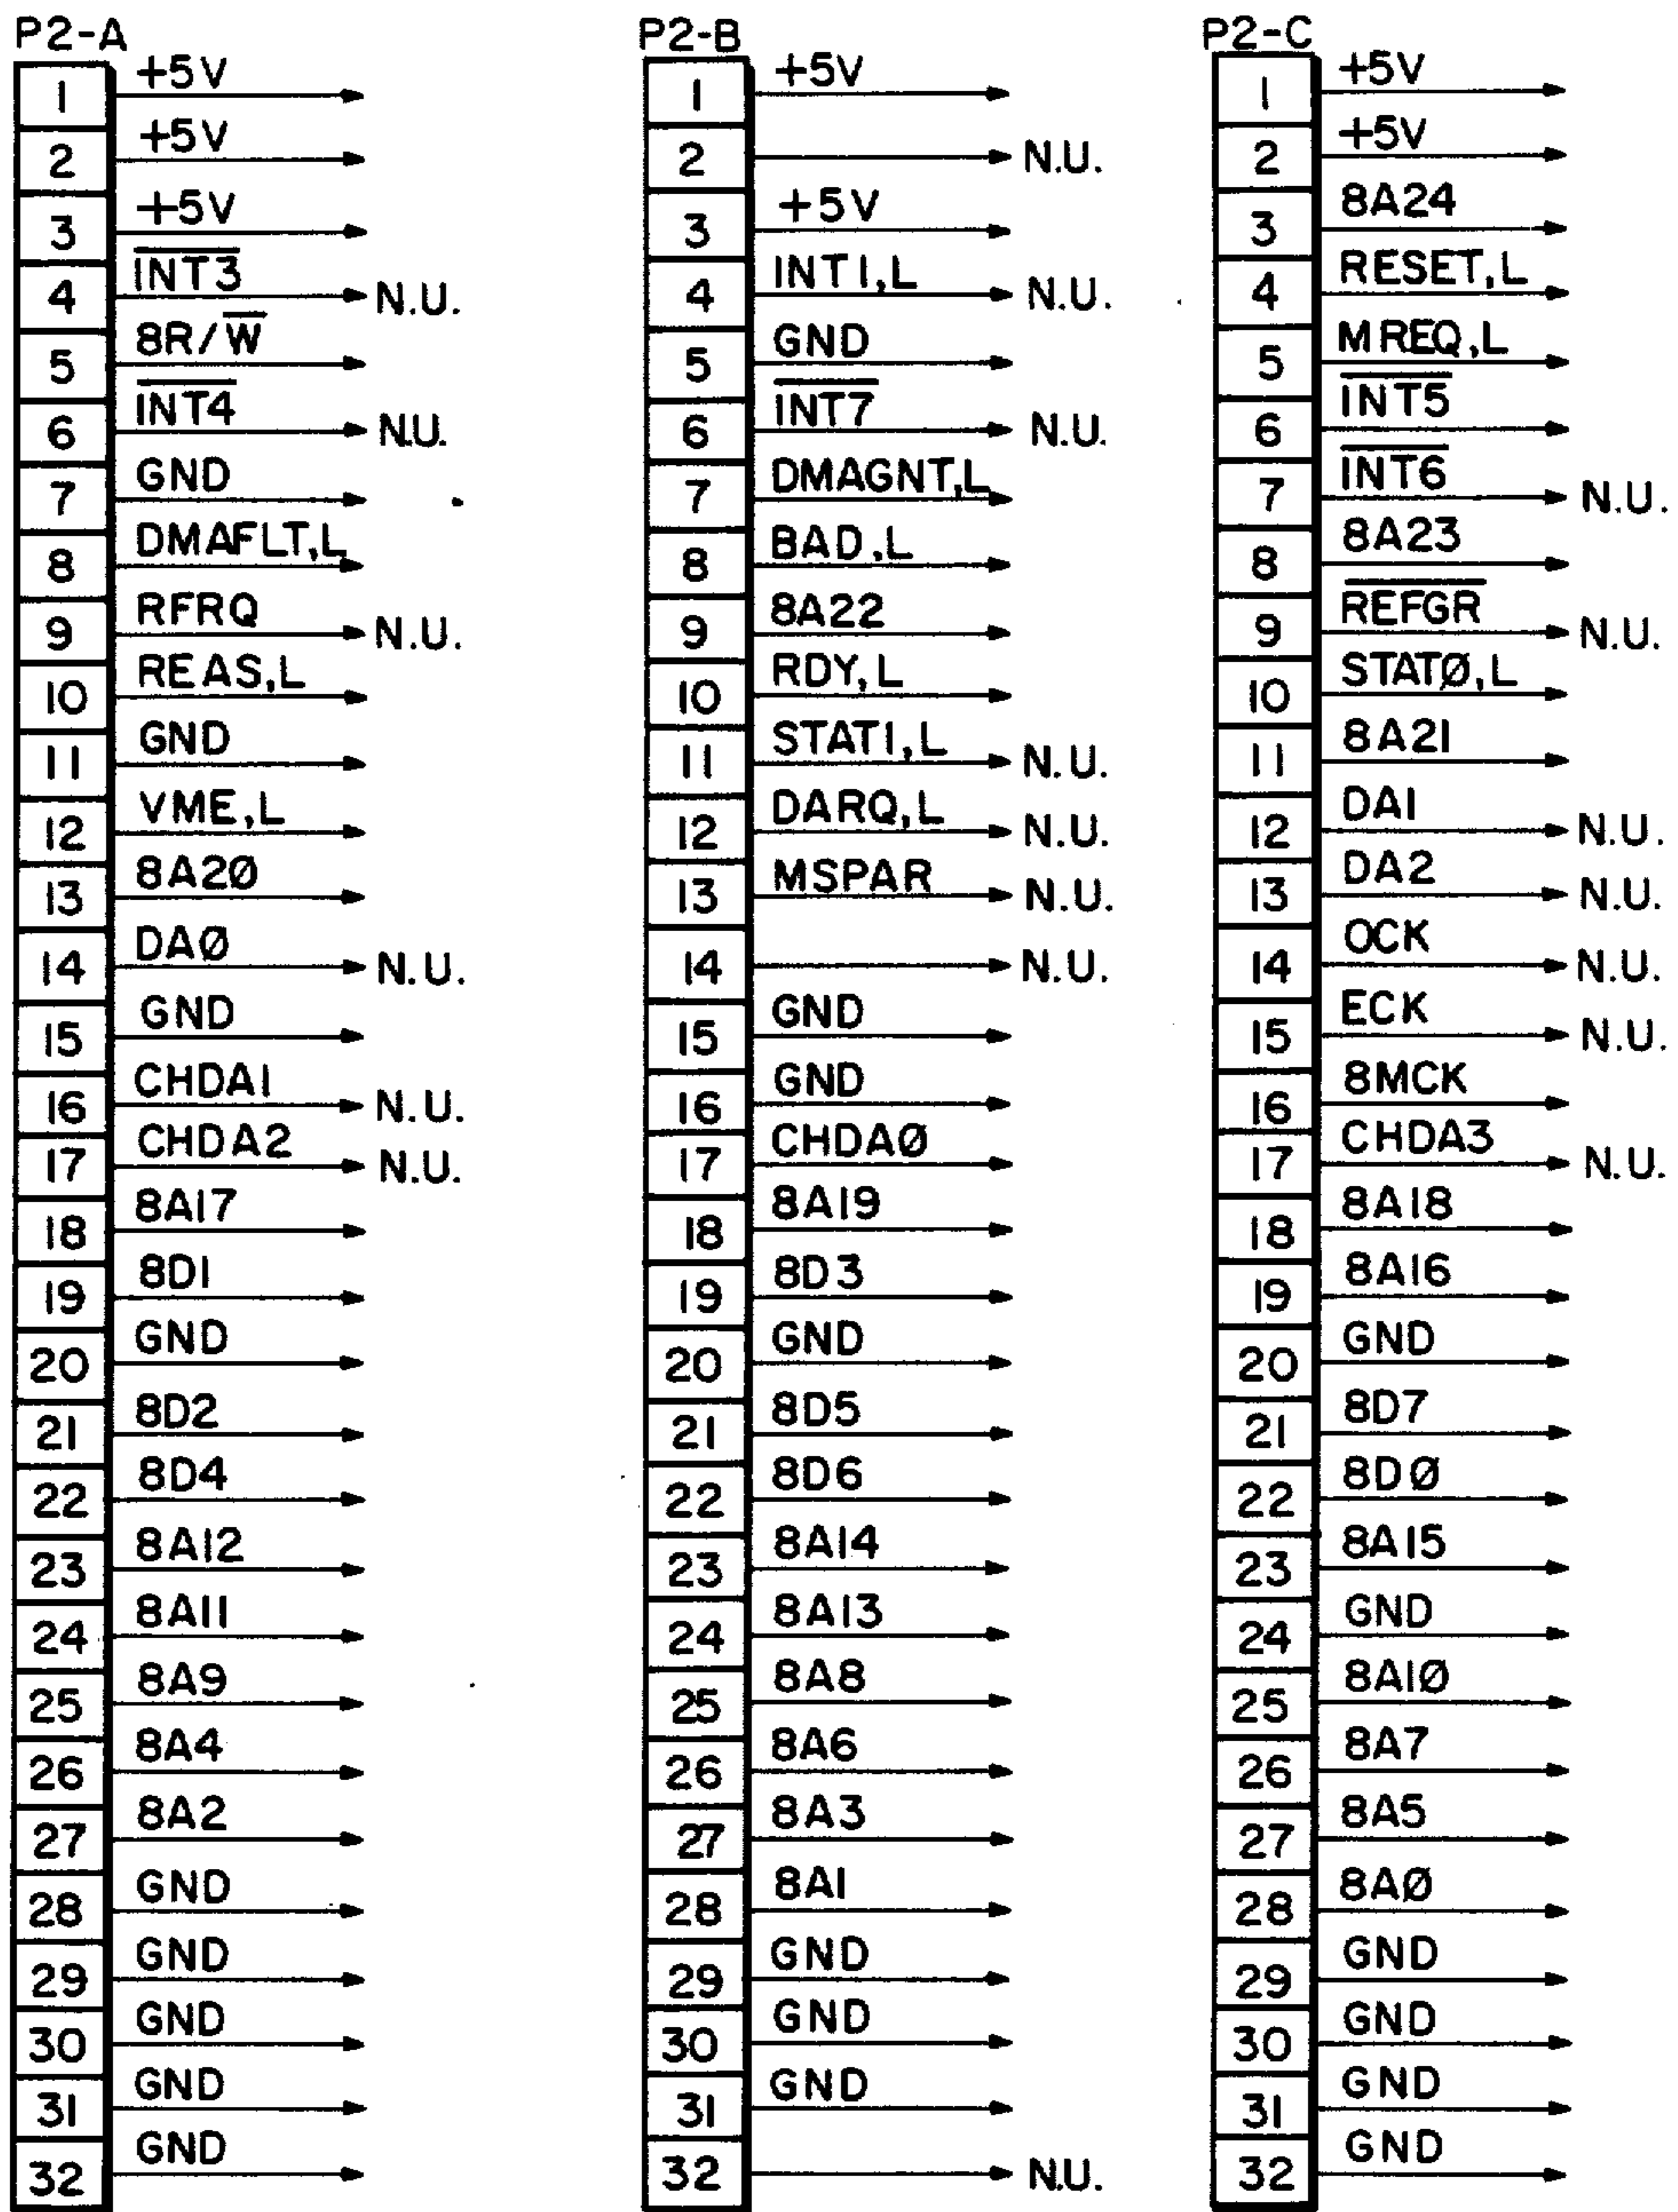 P2-A
1 +5V
2 +5V
3 +5V
4 I̅N̅T̅3̅ N.U.
5 8R/W̅
6 I̅N̅T̅4̅ N.U.
7 GND
8 DMAFLT,L
9 RFRQ N.U.
10 REAS,L
11 GND
12 VME,L
13 8A2Ø
14 DAØ N.U.
15 GND
16 CHDA1 N.U.
17 CHDA2 N.U.
18 8A17
19 8D1
20 GND
21 8D2
22 8D4
23 8A12
24 8A11
25 8A9
26 8A4
27 8A2
28 GND
29 GND
30 GND
31 GND
32 GND
P2-B
1 +5V
2 N.U.
3 +5V
4 INT1,L N.U.
5 GND
6 I̅N̅T̅7̅ N.U.
7 DMAGNT,L
8 BAD,L
9 8A22
10 RDY,L
11 STAT1,L N.U.
12 DARQ,L N.U.
13 MSPAR N.U.
14 N.U.
15 GND
16 GND
17 CHDAØ
18 8A19
19 8D3
20 GND
21 8D5
22 8D6
23 8A14
24 8A13
25 8A8
26 8A6
27 8A3
28 8A1
29 GND
30 GND
31 GND
32 N.U.
P2-C
1 +5V
2 +5V
3 8A24
4 RESET,L
5 MREQ,L
6 I̅N̅T̅5̅
7 I̅N̅T̅6̅ N.U.
8 8A23
9 R̅E̅F̅G̅R̅ N.U.
10 STATØ,L
11 8A21
12 DA1 N.U.
13 DA2 N.U.
14 OCK N.U.
15 ECK N.U.
16 8MCK
17 CHDA3 N.U.
18 8A18
19 8A16
20 GND
21 8D7
22 8DØ
23 8A15
24 GND
25 8A1Ø
26 8A7
27 8A5
28 8AØ
29 GND
30 GND
31 GND
32 GND